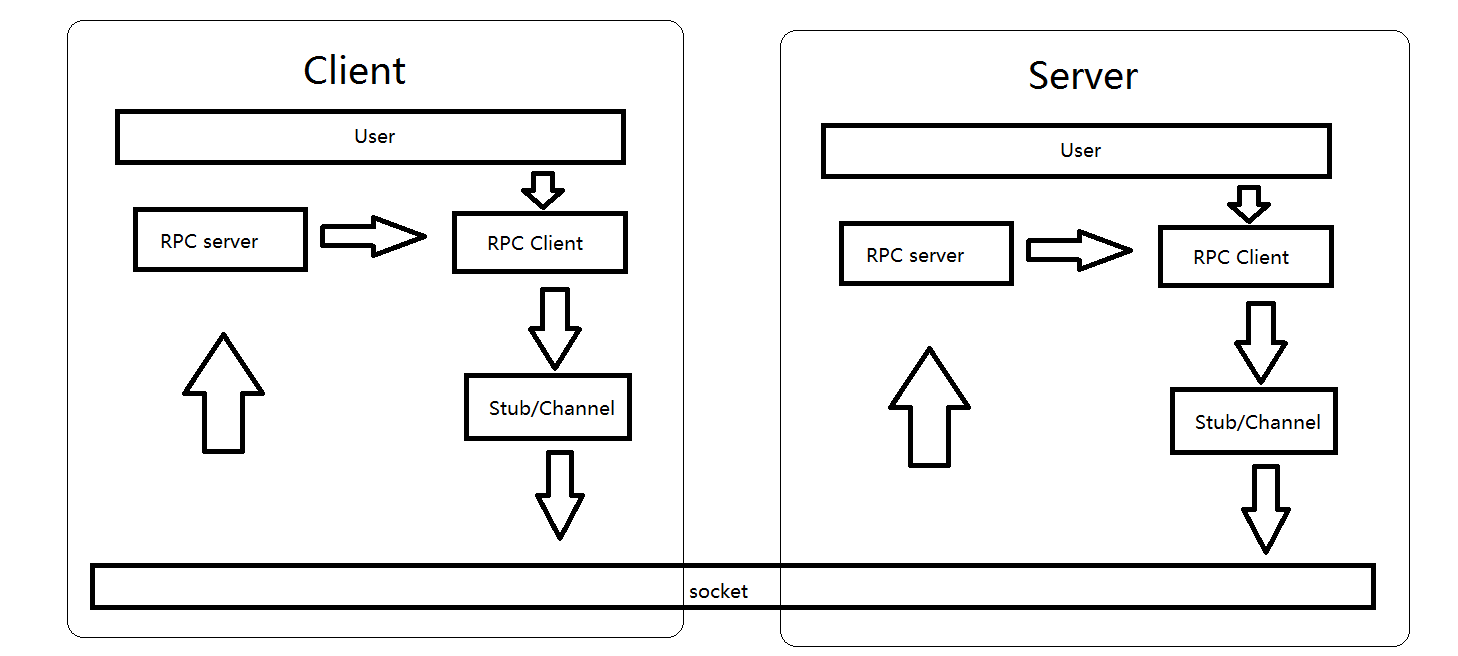 Client
User
RPC server
RPC Client
Stub/Channel
Server
User
RPC server
RPC Client
Stub/Channel
socket